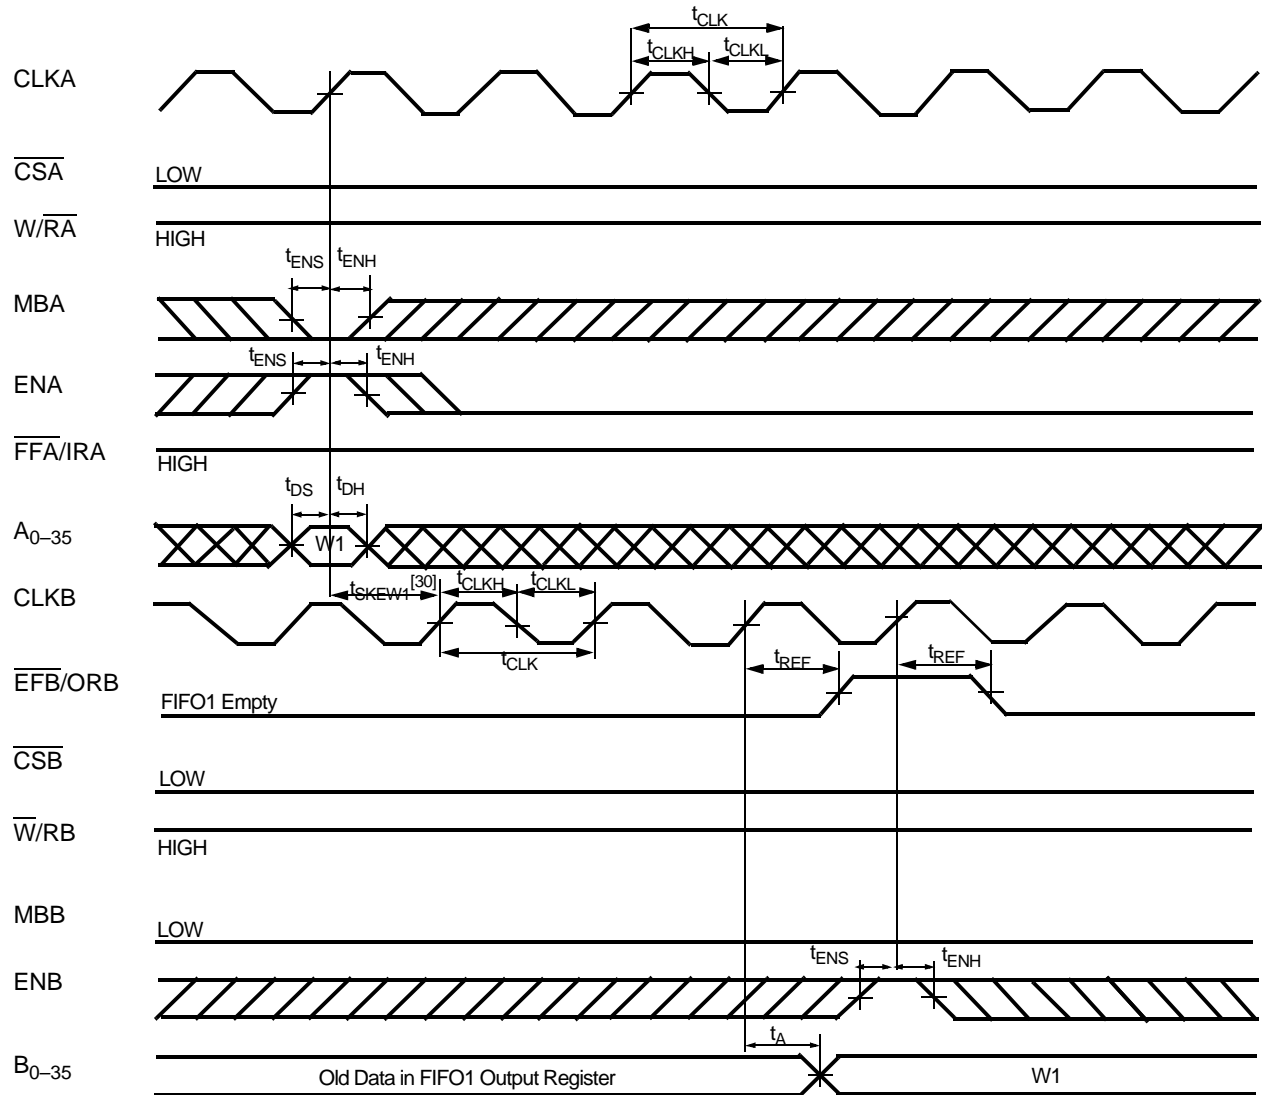 tCLK
tCLKH tCLKL
CLKA
CSA LOW
W/RA
HIGH
tENS tENH
MBA
tENS tENH
ENA
FFA/IRA
HIGH
tDS tDH
A0–35
W1
tSKEW1[30] tCLKH tCLKL
CLKB
tCLK
tREF tREF
EFB/ORB
FIFO1 Empty
CSB
LOW
W/RB
HIGH
MBB
LOW
tENS tENH
ENB
tA
B0–35 Old Data in FIFO1 Output Register W1